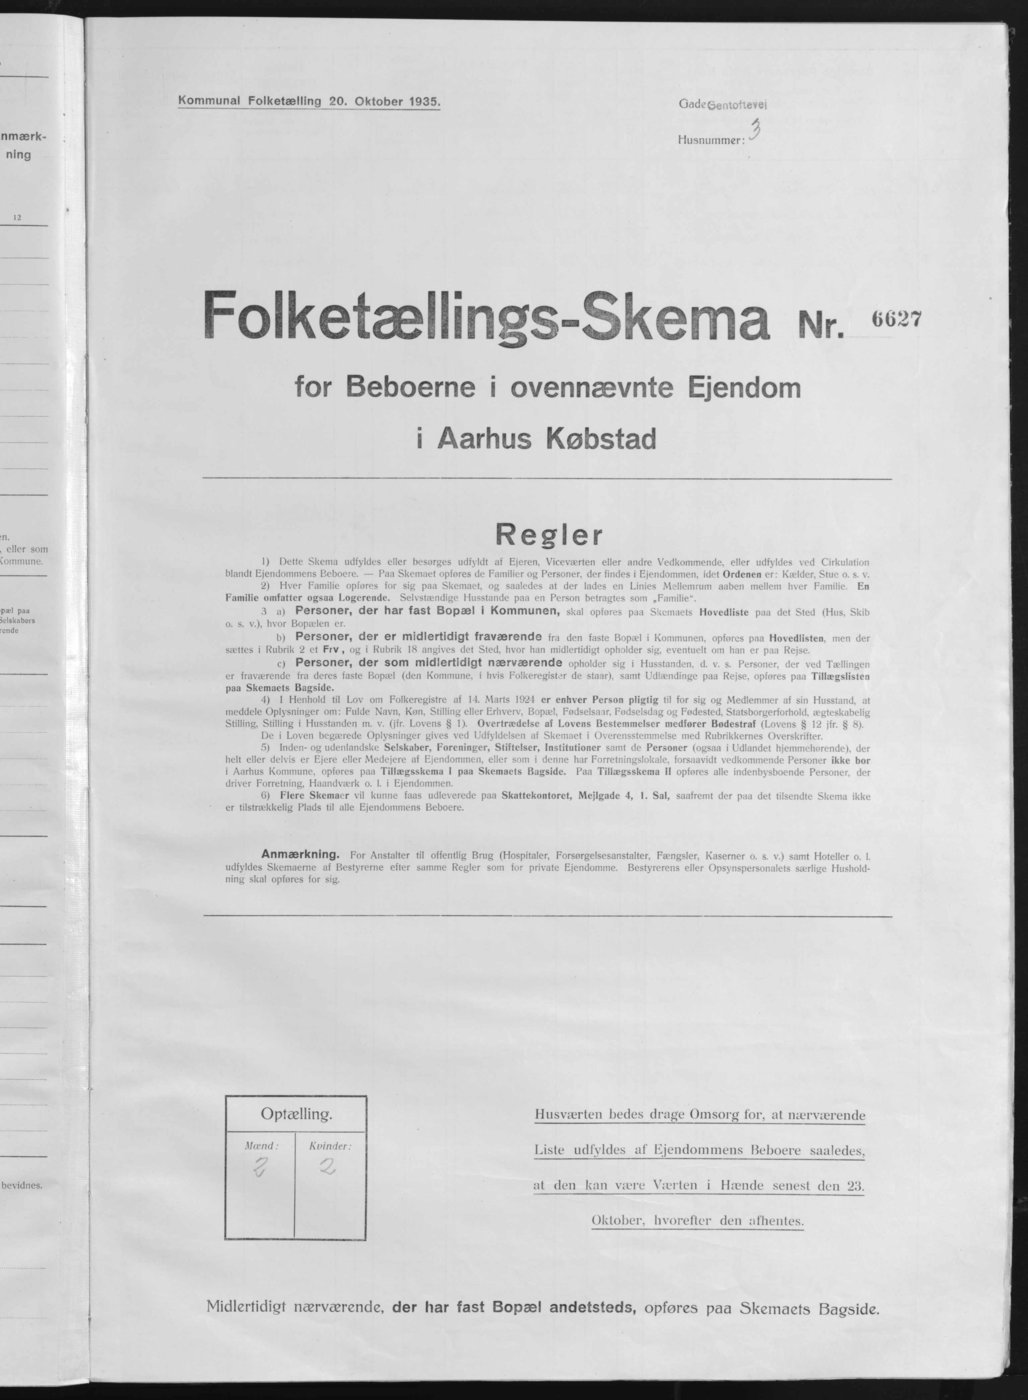 nmærk-
ning
12
en.
, eller som
Kommune.
opæl paa
Selskabers
rende
bevidnes.
Kommunal Folketælling 20. Oktober 1935.
Gade Gentoftevej
Husnummer: 3
Folketællings-Skema Nr. 6627
for Beboerne i ovennævnte Ejendom
i Aarhus Købstad
Regler
1) Dette Skema udfyldes eller besørges udfyldt af Ejeren, Viceværten eller andre Vedkommende, eller udfyldes ved Cirkulation
blandt Ejendommens Beboere. — Paa Skemaet opføres de Familier og Personer, der findes i Ejendommen, idet Ordenen er: Kælder, Stue o. s. v.
2) Hver Familie opføres for sig paa Skemaet, og saaledes at der lades en Linies Mellemrum aaben mellem hver Familie. En
Familie omfatter ogsaa Logerende. Selvstændige Husstande paa en Person betragtes som „Familie“.
3 a) Personer, der har fast Bopæl i Kommunen, skal opføres paa Skemaets Hovedliste paa det Sted (Hus, Skib
o. s. v.), hvor Bopælen er.
b) Personer, der er midlertidigt fraværende fra den faste Bopæl i Kommunen, opføres paa Hovedlisten, men der
sættes i Rubrik 2 et Frv, og i Rubrik 18 angives det Sted, hvor han midlertidigt opholder sig, eventuelt om han er paa Rejse.
c) Personer, der som midlertidigt nærværende opholder sig i Husstanden, d. v. s. Personer, der ved Tællingen
er fraværende fra deres faste Bopæl (den Kommune, i hvis Folkeregister de staar), samt Udlændinge paa Rejse, opføres paa Tillægslisten
paa Skemaets Bagside.
4) I Henhold til Lov om Folkeregistre af 14. Marts 1924 er enhver Person pligtig til for sig og Medlemmer af sin Husstand, at
meddele Oplysninger om: Fulde Navn, Køn, Stilling eller Erhverv, Bopæl, Fødselsaar, Fødselsdag og Fødested, Statsborgerforhold, ægteskabelig
Stilling, Stilling i Husstanden m. v. (jfr. Lovens § 1). Overtrædelse af Lovens Bestemmelser medfører Bødestraf (Lovens § 12 jfr. § 8).
De i Loven begærede Oplysninger gives ved Udfyldelsen af Skemaet i Overensstemmelse med Rubrikkernes Overskrifter.
5) Inden- og udenlandske Selskaber, Foreninger, Stiftelser, Institutioner samt de Personer (ogsaa i Udlandet hjemmehørende), der
helt eller delvis er Ejere eller Medejere af Ejendommen, eller som i denne har Forretningslokale, forsaavidt vedkommende Personer ikke bor
i Aarhus Kommune, opføres paa Tillægsskema I paa Skemaets Bagside. Paa Tillægsskema II opføres alle indenbysboende Personer, der
driver Forretning, Haandværk o. l. i Ejendommen.
6) Flere Skemaer vil kunne faas udleverede paa Skattekontoret, Mejlgade 4, 1. Sal, saafremt der paa det tilsendte Skema ikke
er tilstrækkelig Plads til alle Ejendommens Beboere.
Anmærkning. For Anstalter til offentlig Brug (Hospitaler, Forsørgelsesanstalter, Fængsler, Kaserner o. s. v.) samt Hoteller o. l.
udfyldes Skemaerne af Bestyrerne efter samme Regler som for private Ejendomme. Bestyrerens eller Opsynspersonalets særlige Hushold-
ning skal opføres for sig.
Optælling.
Mænd: Kvinder:
2 2
Husværten bedes drage Omsorg for, at nærværende
Liste udfyldes af Ejendommens Beboere saaledes,
at den kan være Værten i Hænde senest den 23.
Oktober, hvorefter den afhentes.
Midlertidigt nærværende, der har fast Bopæl andetsteds, opføres paa Skemaets Bagside.